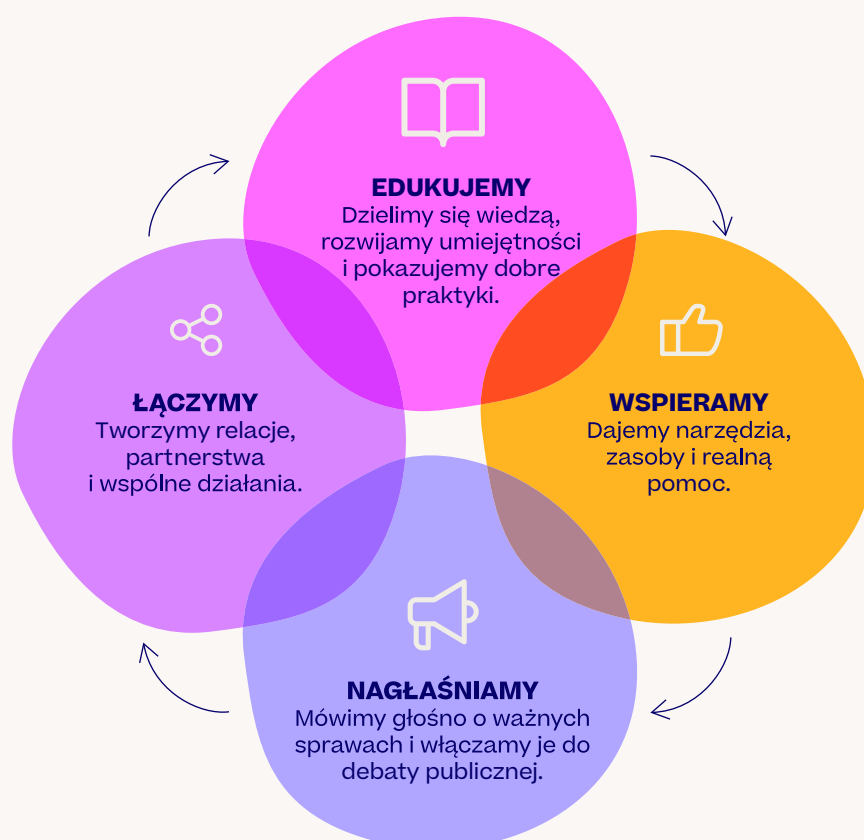 EDUKUJEMY
Dzielimy się wiedzą,
rozwijamy umiejętności
i pokazujemy dobre
praktyki.
ŁĄCZYMY
Tworzymy relacje,
partnerstwa
i wspólne działania.
WSPIERAMY
Dajemy narzędzia,
zasoby i realną
pomoc.
NAGŁAŚNIAMY
Mówimy głośno o ważnych
sprawach i włączamy je do
debaty publicznej.